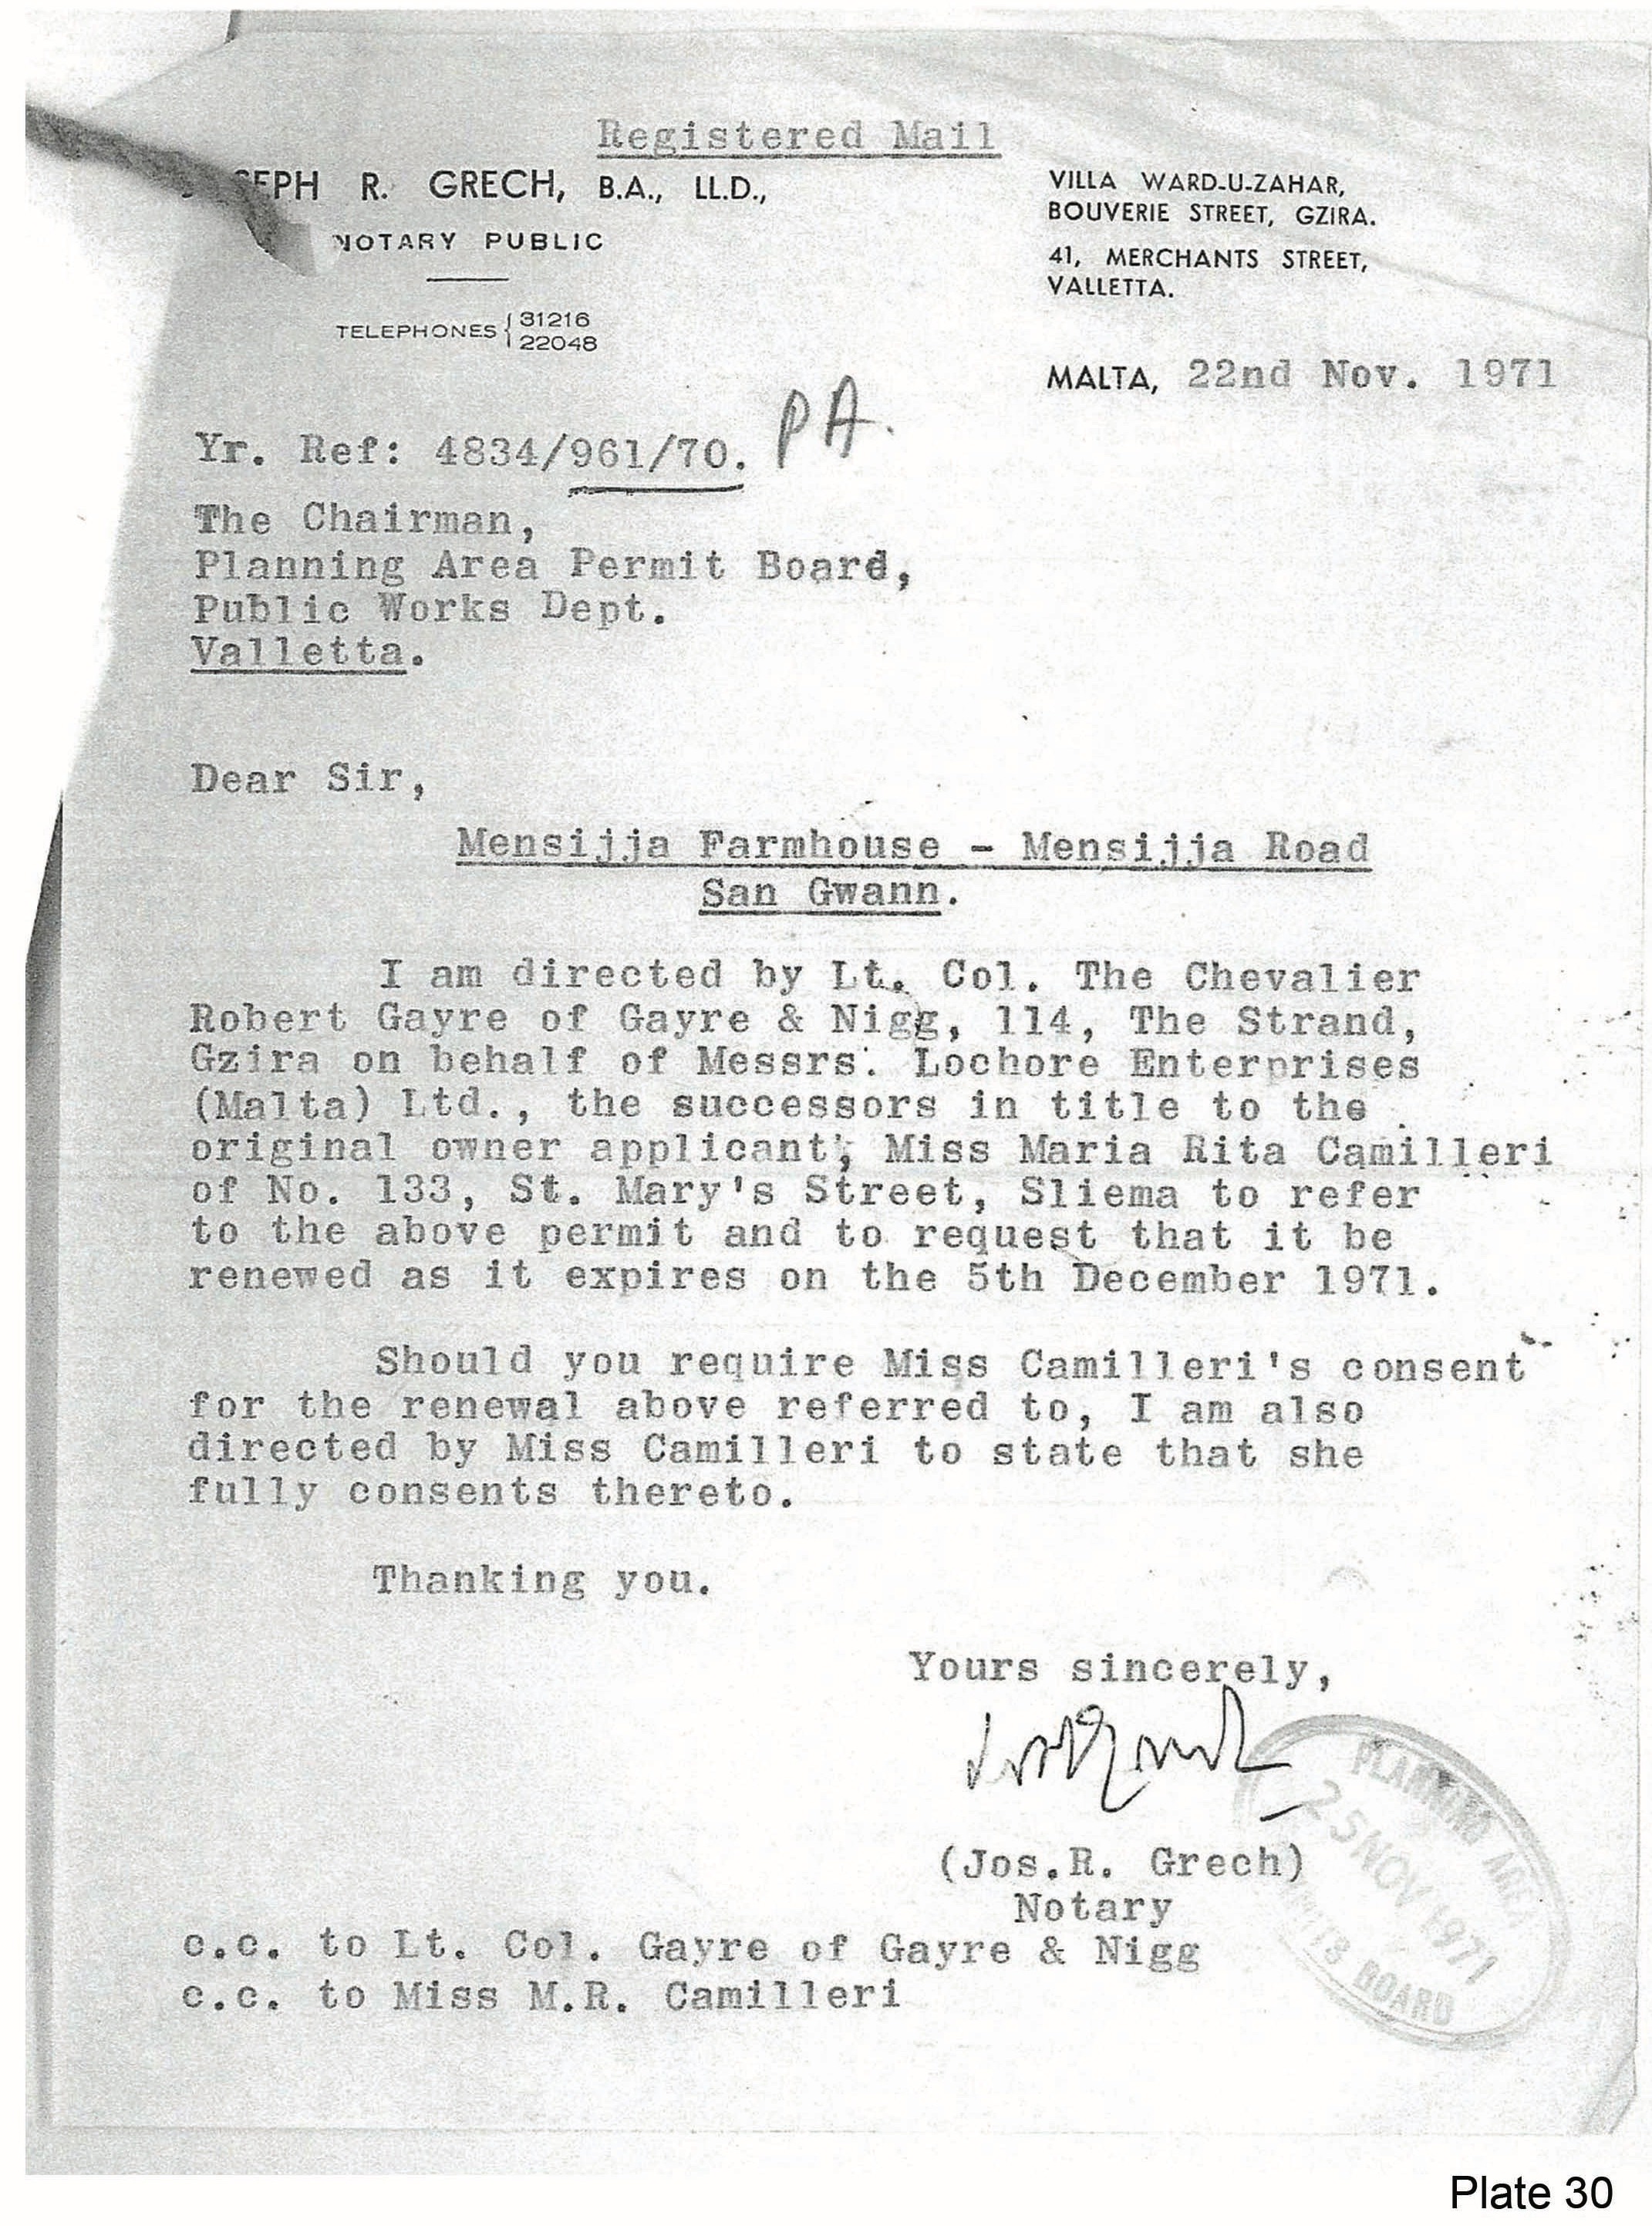 Registered Mail
SEPH R. GRECH, B.A., LL.D.,
NOTARY PUBLIC
TELEPHONES { 31216
22048
VILLA WARD-U-ZAHAR,
BOUVERIE STREET, GZIRA.
41, MERCHANTS STREET,
VALLETTA.
MALTA, 22nd Nov. 1971
PA.
Yr. Ref: 4834/961/70.
The Chairman,
Planning Area Permit Board,
Public Works Dept.
Valletta.
Dear Sir,
Mensijja Farmhouse - Mensijja Road
San Gwann.
I am directed by Lt. Col. The Chevalier
Robert Gayre of Gayre & Nigg, 114, The Strand,
Gzira on behalf of Messrs. Lochore Enterprises
(Malta) Ltd., the successors in title to the
original owner applicant, Miss Maria Rita Camilleri
of No. 133, St. Mary's Street, Sliema to refer
to the above permit and to request that it be
renewed as it expires on the 5th December 1971.
Should you require Miss Camilleri's consent
for the renewal above referred to, I am also
directed by Miss Camilleri to state that she
fully consents thereto.
Thanking you.
Yours sincerely,
(Jos.R. Grech)
Notary
c.c. to Lt. Col. Gayre of Gayre & Nigg
c.c. to Miss M.R. Camilleri
PLANNING AREA
25 NOV 1971
BOARD
Plate 30